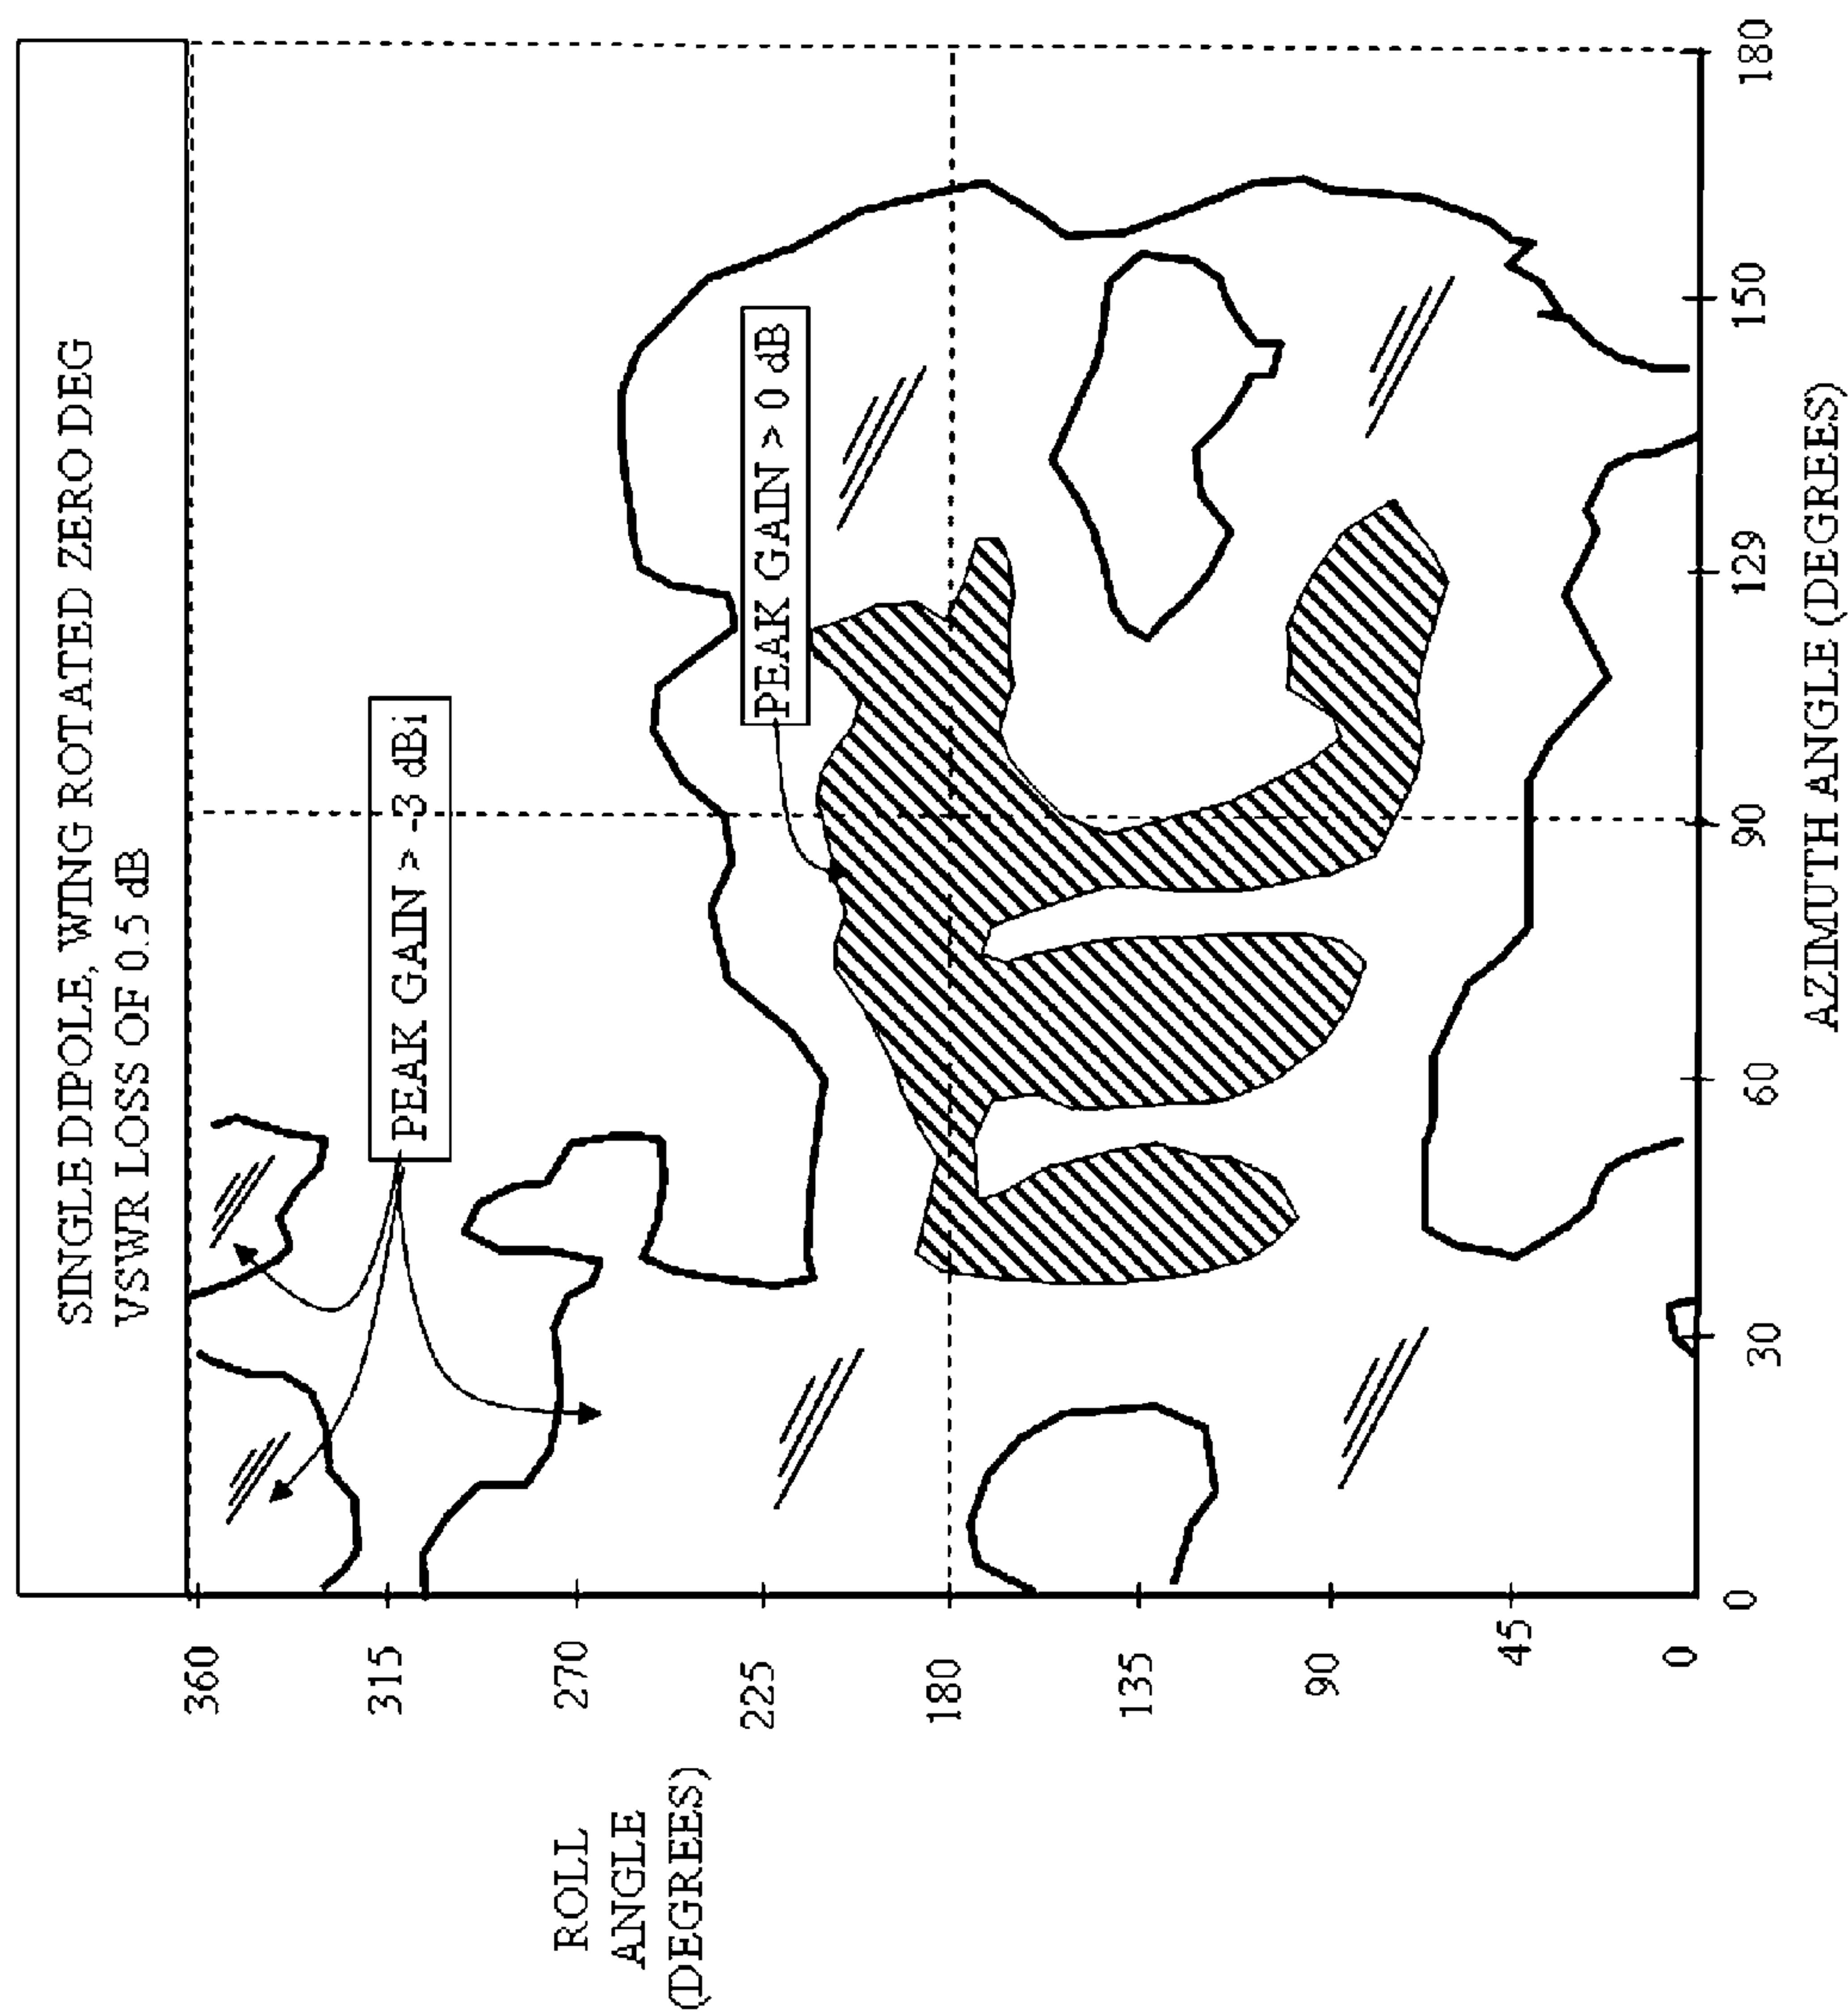 SINGLE DIPOLE, WING ROTATED ZERO DEG
VSWR LOSS OF 0.5 dB
PEAK GAIN > -3 dBi
PEAK GAIN > 0 dB
ROLL
ANGLE
(DEGREES)
360
315
270
225
180
135
90
45
0
0
30
60
90
129
150
180
AZIMUTH ANGLE (DEGREES)